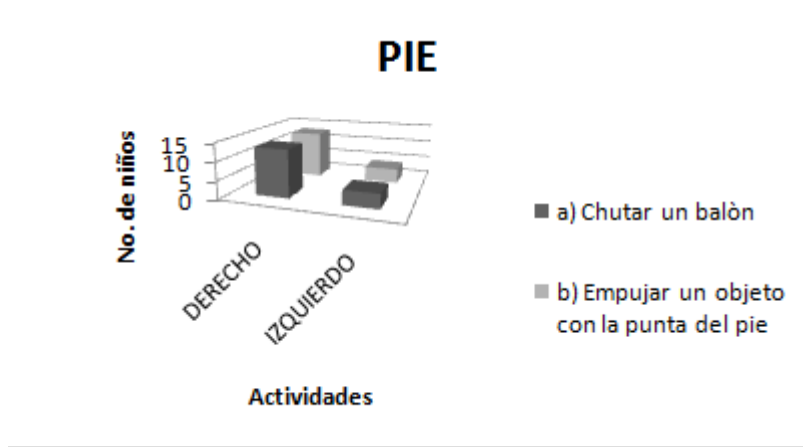 PIE
No. de niños
15
10
5
0
DERECHO
IZQUIERDO
Actividades
a) Chutar un balòn
b) Empujar un objeto
con la punta del pie